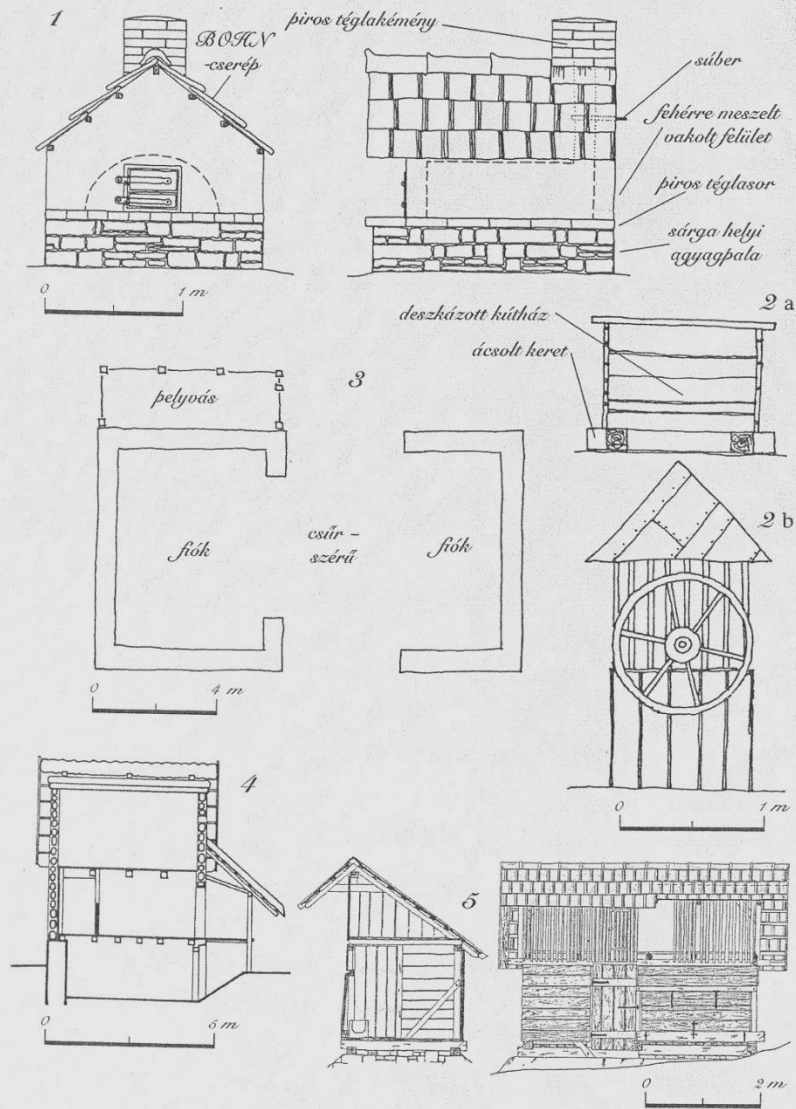 1
BOHN
-cserép
piros téglakémény
súber
fehérre meszelt
vakolt felület
piros téglasor
sárga helyi
agyagpala
0 1 m
2 a
deszkázott kútház
ácsolt keret
3
pelyvás
fiók
csűr -
szérű
fiók
0 4 m
2 b
0 1 m
4
0 6 m
5
0 2 m